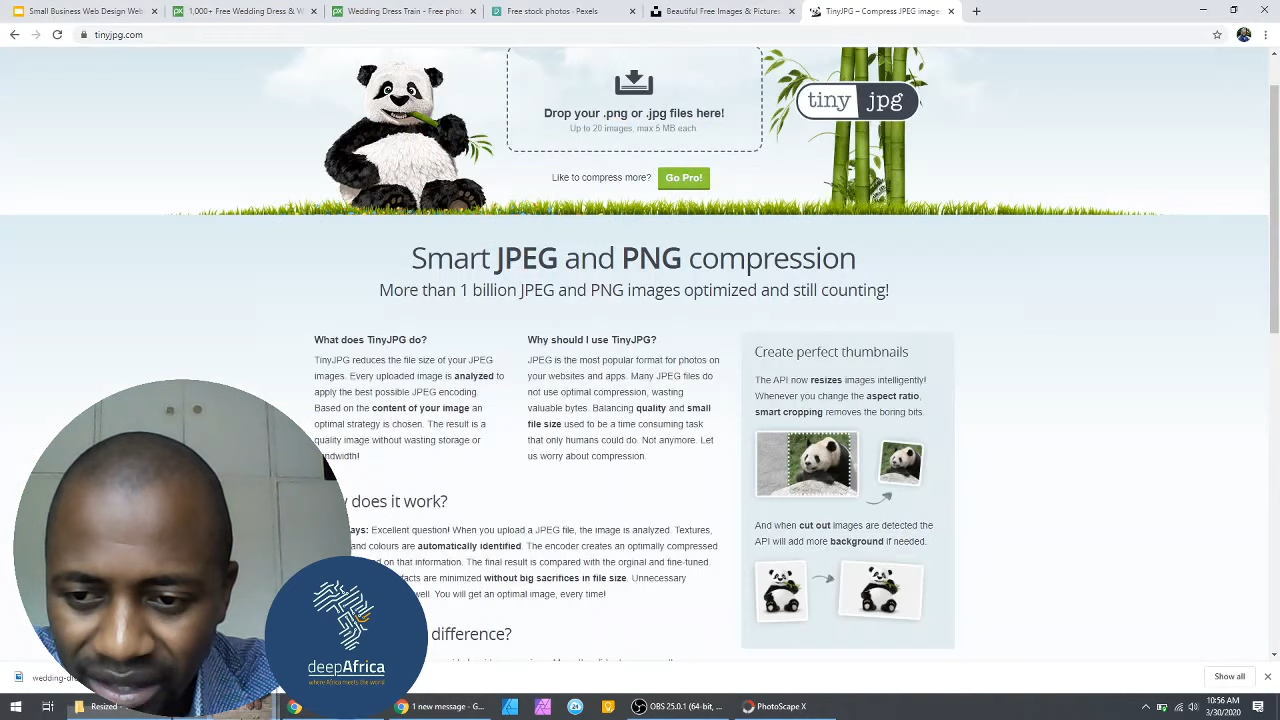 Small Business Web Design Web
1,000+ Free Wedding Dress & W
Wedding Dress Train - Free photo
Free stock photos · Pexels
Beautiful Free Images & Pictures
TinyJPG – Compress JPEG image
tinyjpg.com
Drop your .png or .jpg files here!
Up to 20 images, max 5 MB each.
tiny jpg
Like to compress more? Go Pro!
Smart JPEG and PNG compression
More than 1 billion JPEG and PNG images optimized and still counting!
What does TinyJPG do?
TinyJPG reduces the file size of your JPEG
images. Every uploaded image is analyzed to
apply the best possible JPEG encoding.
Based on the content of your image an
optimal strategy is chosen. The result is a
quality image without wasting storage or
ndwidth!
Why should I use TinyJPG?
JPEG is the most popular format for photos on
your websites and apps. Many JPEG files do
not use optimal compression, wasting
valuable bytes. Balancing quality and small
file size used to be a time consuming task
that only humans could do. Not anymore. Let
us worry about compression.
Create perfect thumbnails
The API now resizes images intelligently!
Whenever you change the aspect ratio,
smart cropping removes the boring bits.
And when cut out images are detected the
API will add more background if needed.
does it work?
ays: Excellent question! When you upload a JPEG file, the image is analyzed. Textures,
and colours are automatically identified. The encoder creates an optimally compressed
on that information. The final result is compared with the orginal and fine-tuned.
facts are minimized without big sacrifices in file size. Unnecessary
well. You will get an optimal image, every time!
difference?
deepAfrica
where Africa meets the world
Show all
Resized
1 new message - G...
24
OBS 25.0.1 (64-bit, ...
PhotoScape X
10:56 AM
3/30/2020